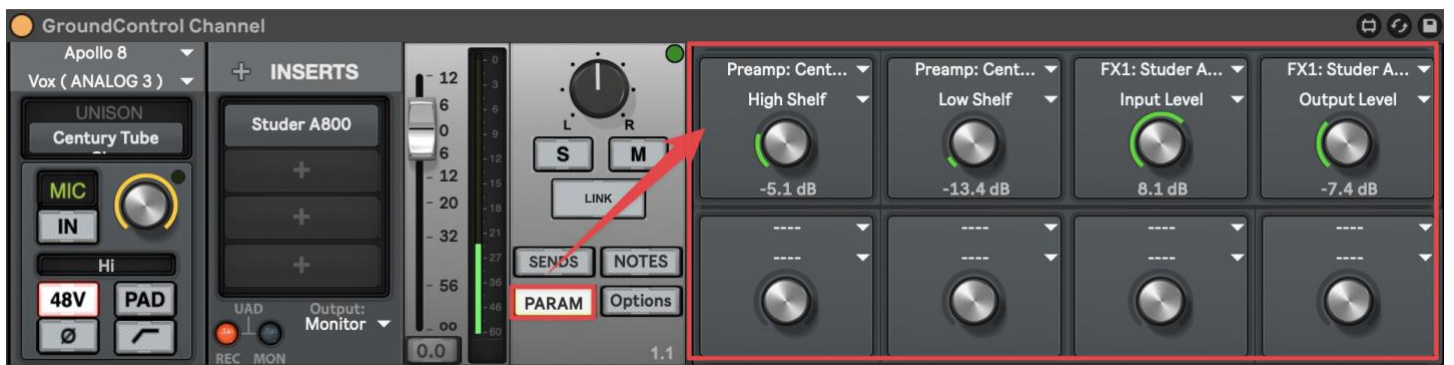 GroundControl Channel
Apollo 8
Vox ( ANALOG 3 )
UNISON
Century Tube
MIC
IN
Hi
48V
PAD
Ø
+ INSERTS
Studer A800
+
+
+
UAD
Output:
Monitor
REC MON
12
6
0
6
12
20
32
56
oo
0.0
0
3
6
9
12
15
18
21
27
36
46
60
L R
S M
LINK
SENDS NOTES
PARAM Options
1.1
Preamp: Cent...
High Shelf
-5.1 dB
Preamp: Cent...
Low Shelf
-13.4 dB
FX1: Studer A...
Input Level
8.1 dB
FX1: Studer A...
Output Level
-7.4 dB
----
----
----
----
----
----
----
----